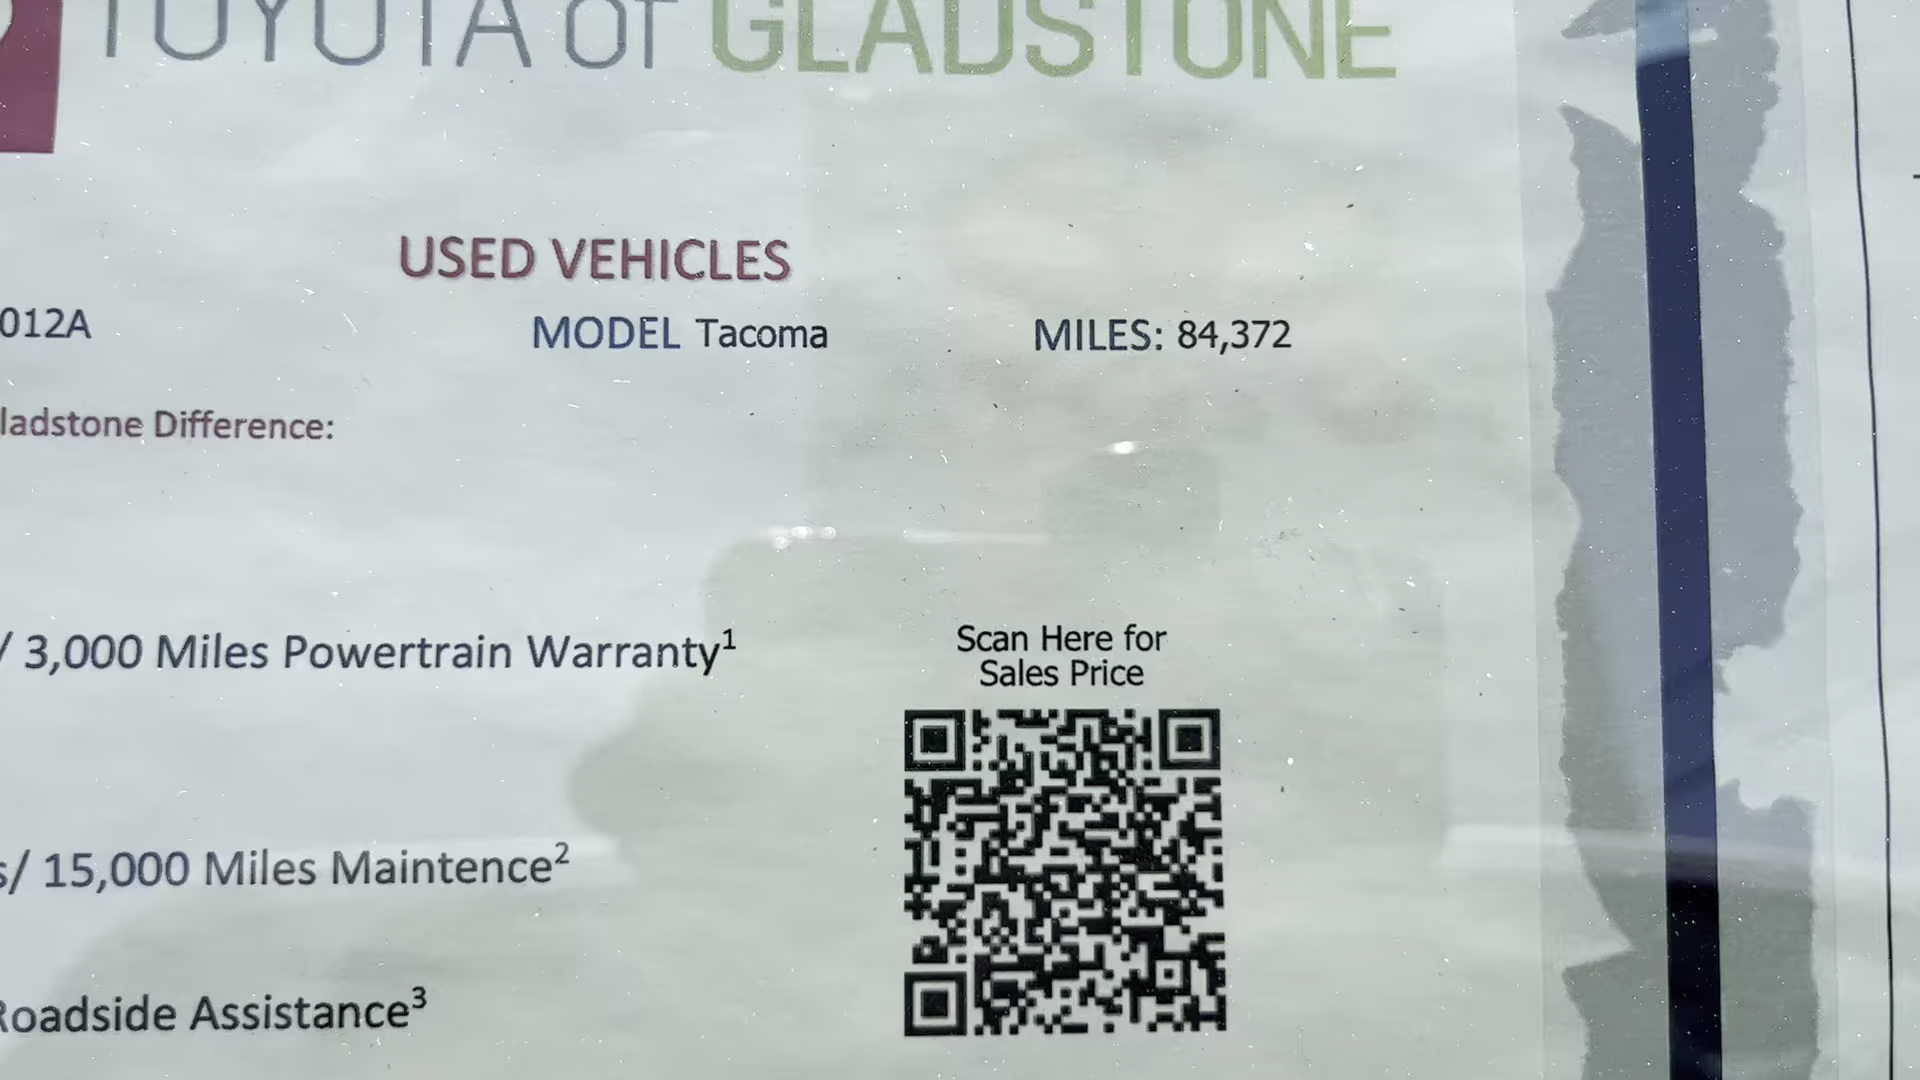 TOYOTA of GLADSTONE
USED VEHICLES
012A MODEL Tacoma MILES: 84,372
ladstone Difference:
/ 3,000 Miles Powertrain Warranty¹
Scan Here for
Sales Price
s/ 15,000 Miles Maintence²
Roadside Assistance³